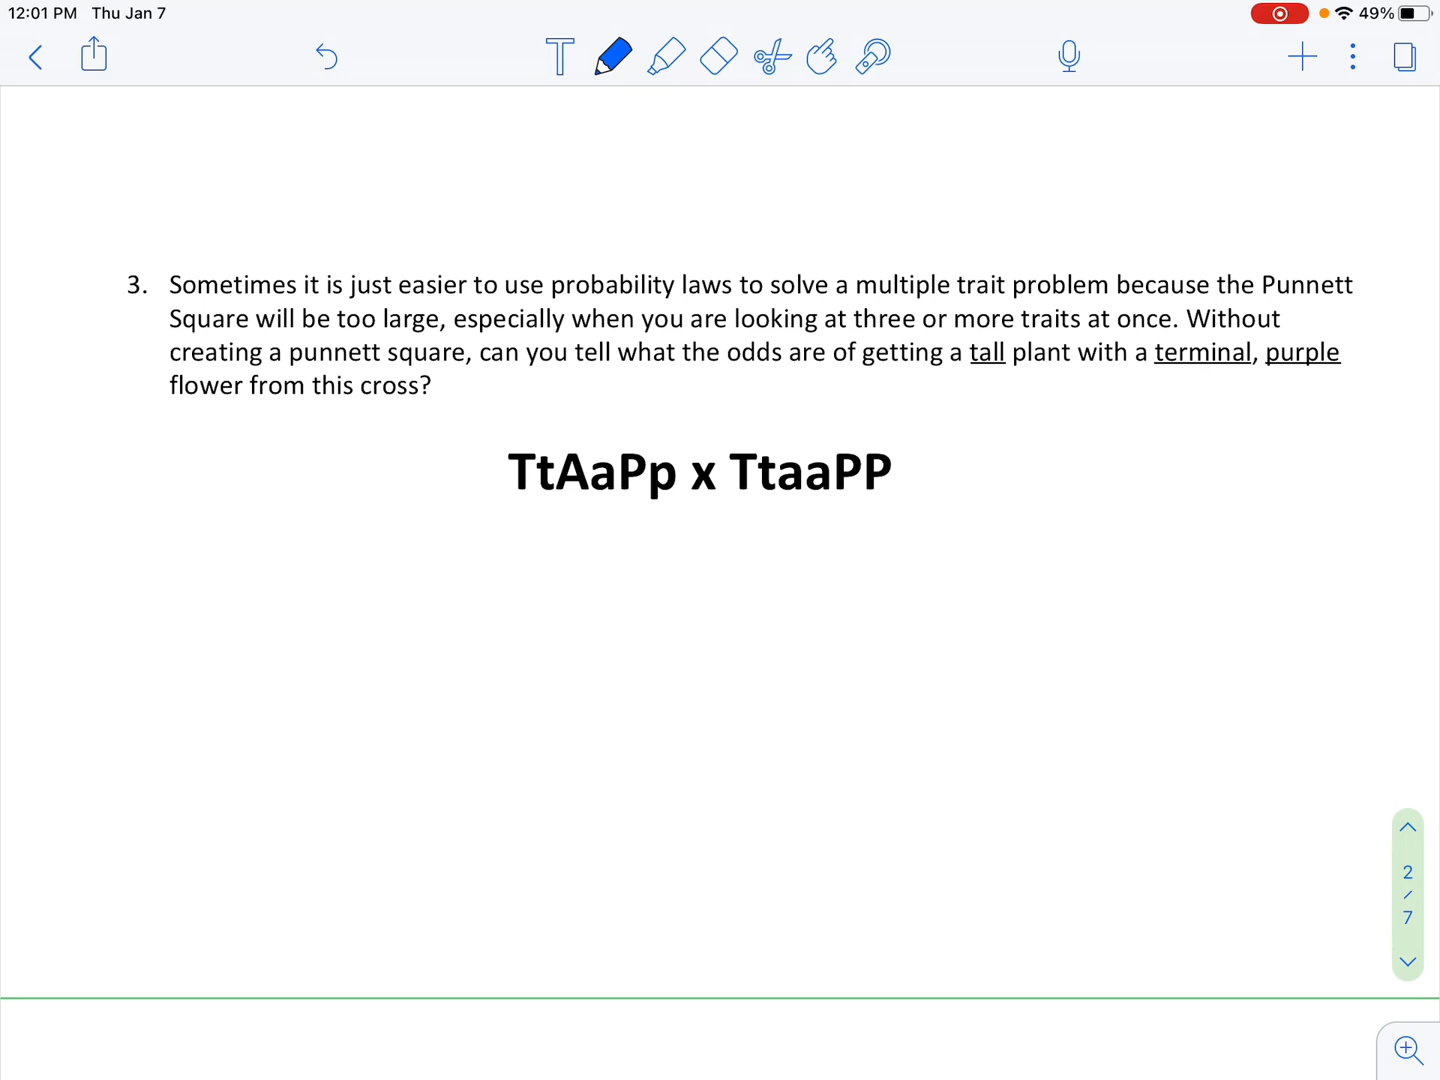 12:01 PM Thu Jan 7
49%
3. Sometimes it is just easier to use probability laws to solve a multiple trait problem because the Punnett
Square will be too large, especially when you are looking at three or more traits at once. Without
creating a punnett square, can you tell what the odds are of getting a tall plant with a terminal, purple
flower from this cross?
TtAaPp x TtaaPP
2
/
7